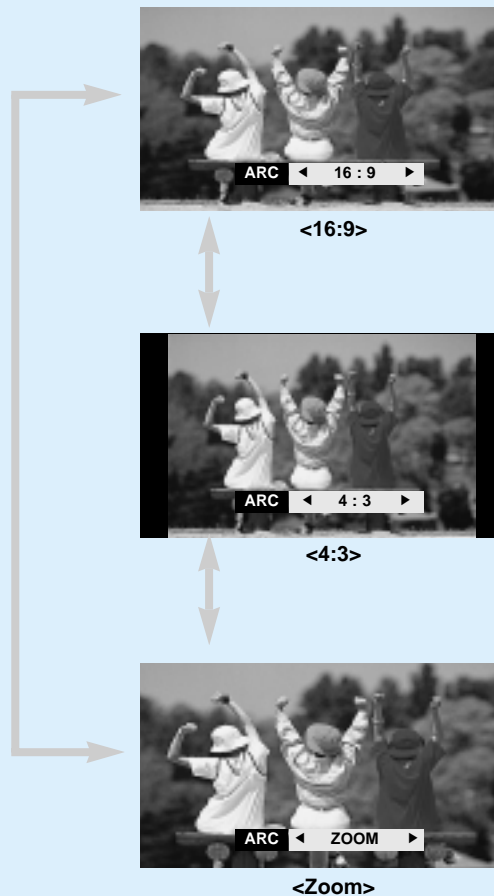 ARC ◀ 16 : 9 ▶
<16:9>
ARC ◀ 4 : 3 ▶
<4:3>
ARC ◀ ZOOM ▶
<Zoom>